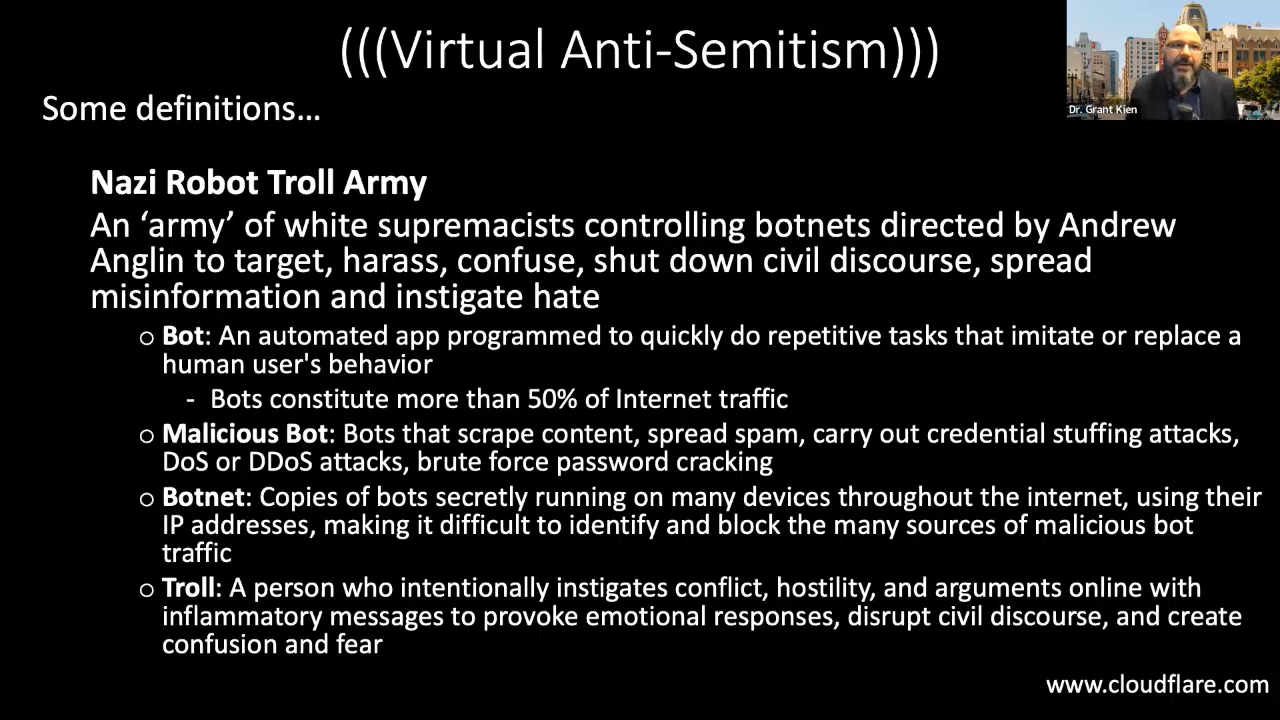 (((Virtual Anti-Semitism)))
Dr. Grant Kien
Some definitions...
Nazi Robot Troll Army
An ‘army’ of white supremacists controlling botnets directed by Andrew
Anglin to target, harass, confuse, shut down civil discourse, spread
misinformation and instigate hate
○ Bot: An automated app programmed to quickly do repetitive tasks that imitate or replace a
human user's behavior
- Bots constitute more than 50% of Internet traffic
○ Malicious Bot: Bots that scrape content, spread spam, carry out credential stuffing attacks,
DoS or DDoS attacks, brute force password cracking
○ Botnet: Copies of bots secretly running on many devices throughout the internet, using their
IP addresses, making it difficult to identify and block the many sources of malicious bot
traffic
○ Troll: A person who intentionally instigates conflict, hostility, and arguments online with
inflammatory messages to provoke emotional responses, disrupt civil discourse, and create
confusion and fear
www.cloudflare.com